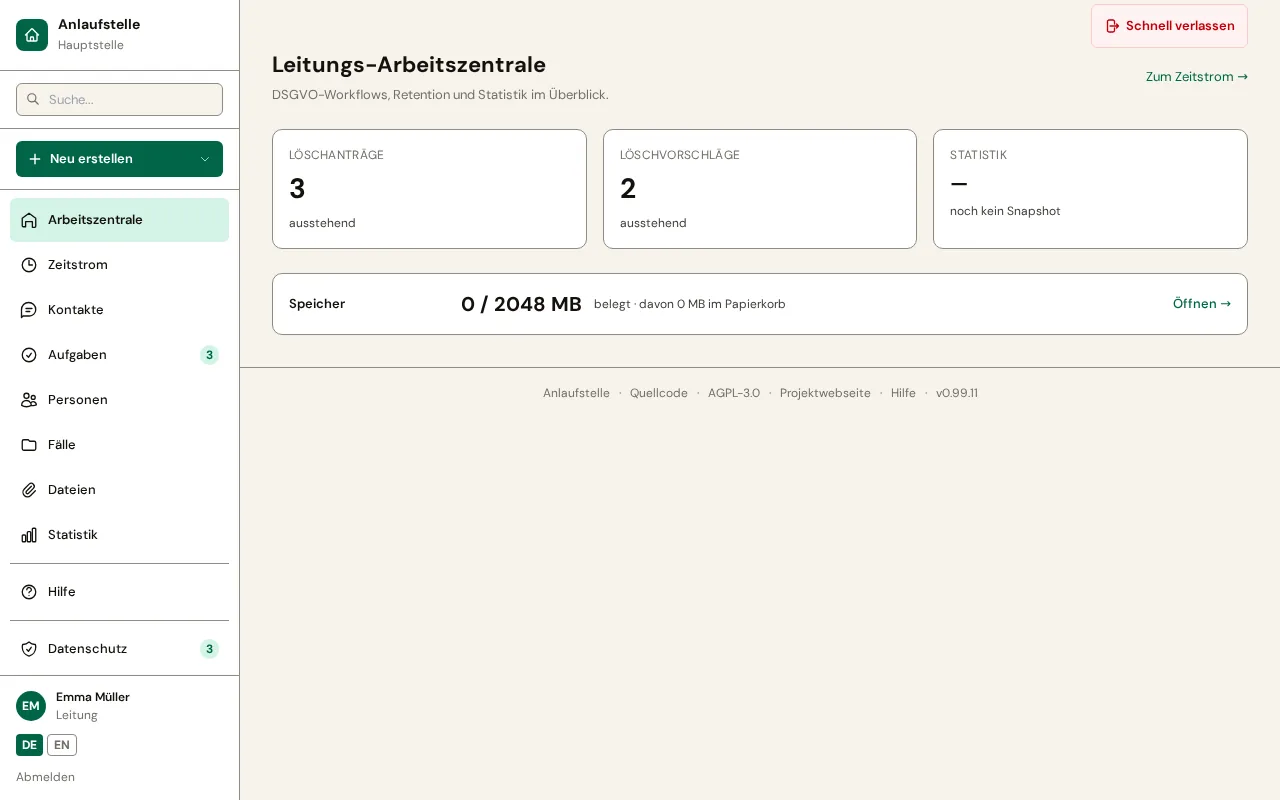 Anlaufstelle
Hauptstelle
Suche...
Neu erstellen
Arbeitszentrale
Zeitstrom
Kontakte
Aufgaben 3
Personen
Fälle
Dateien
Statistik
Hilfe
Datenschutz 3
EM Emma Müller
Leitung
DE EN
Abmelden
Schnell verlassen
Leitungs-Arbeitszentrale
Zum Zeitstrom →
DSGVO-Workflows, Retention und Statistik im Überblick.
LÖSCHANTRÄGE
3
ausstehend
LÖSCHVORSCHLÄGE
2
ausstehend
STATISTIK
–
noch kein Snapshot
Speicher 0 / 2048 MB belegt · davon 0 MB im Papierkorb Öffnen →
Anlaufstelle · Quellcode · AGPL-3.0 · Projektwebseite · Hilfe · v0.99.11